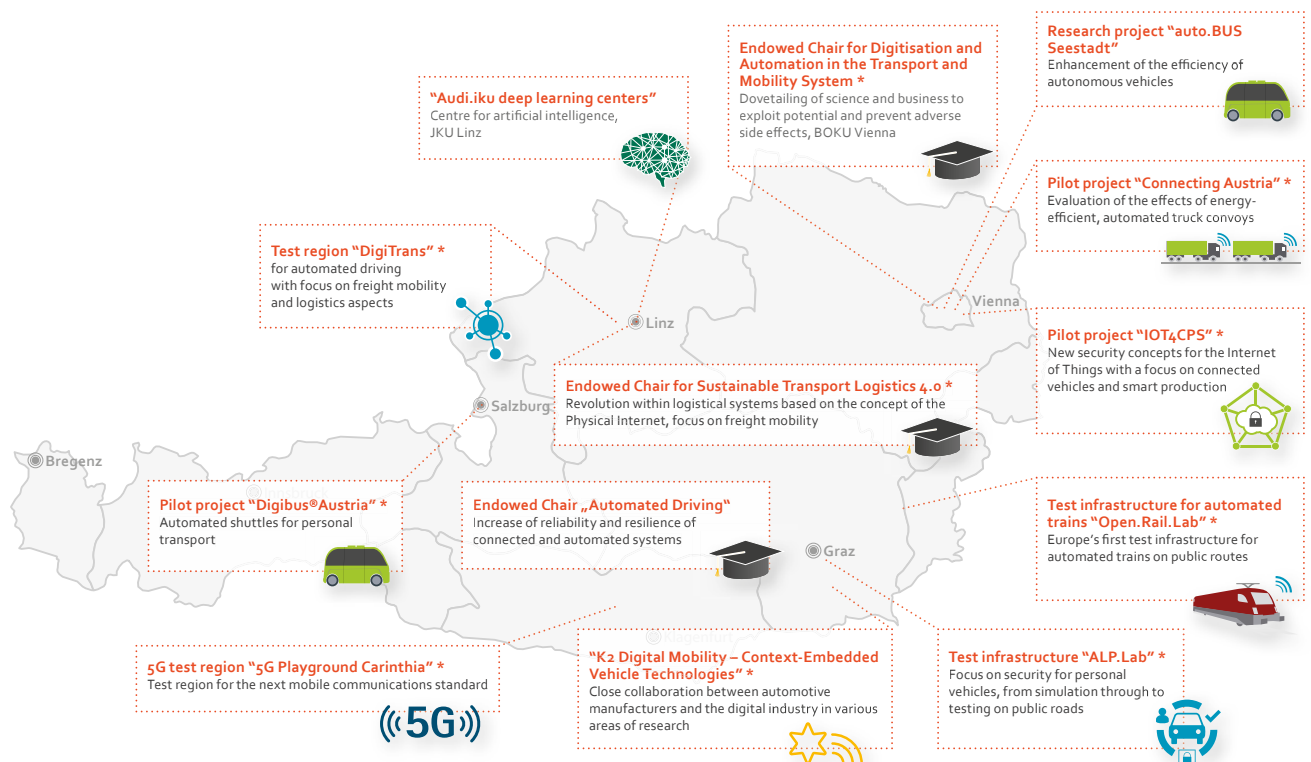 Research project “auto.BUS
Seestadt”
Enhancement of the efficiency of
autonomous vehicles
Endowed Chair for Digitisation and
Automation in the Transport and
Mobility System *
Dovetailing of science and business to
exploit potential and prevent adverse
side effects, BOKU Vienna
“Audi.iku deep learning centers”
Centre for artificial intelligence,
JKU Linz
Pilot project “Connecting Austria” *
Evaluation of the effects of energy-
efficient, automated truck convoys
Test region “DigiTrans” *
for automated driving
with focus on freight mobility
and logistics aspects
Vienna
Linz
Pilot project “IOT4CPS” *
New security concepts for the Internet
of Things with a focus on connected
vehicles and smart production
Endowed Chair for Sustainable Transport Logistics 4.0 *
Revolution within logistical systems based on the concept of the
Physical Internet, focus on freight mobility
Salzburg
Bregenz
Pilot project “Digibus®Austria” *
Automated shuttles for personal
transport
Endowed Chair „Automated Driving“
Increase of reliability and resilience of
connected and automated systems
Test infrastructure for automated
trains “Open.Rail.Lab” *
Europe’s first test infrastructure for
automated trains on public routes
Graz
Klagenfurt
5G test region “5G Playground Carinthia” *
Test region for the next mobile communications standard
5G
“K2 Digital Mobility – Context-Embedded
Vehicle Technologies” *
Close collaboration between automotive
manufacturers and the digital industry in various
areas of research
Test infrastructure “ALP.Lab” *
Focus on security for personal
vehicles, from simulation through to
testing on public roads